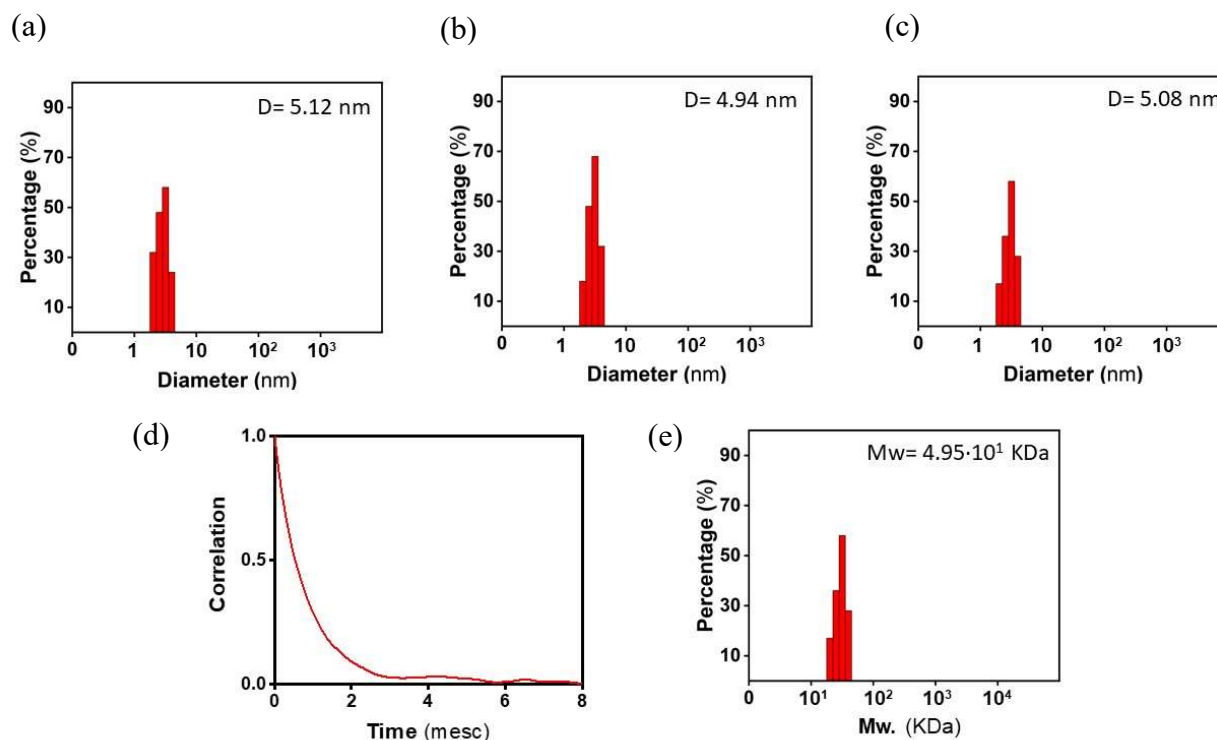 (a)
D= 5.12 nm
Percentage (%)
90
70
50
30
10
0 1 10 10² 10³
Diameter (nm)
(b)
D= 4.94 nm
Percentage (%)
90
70
50
30
10
0 1 10 10² 10³
Diameter (nm)
(c)
D= 5.08 nm
Percentage (%)
90
70
50
30
10
0 1 10 10² 10³
Diameter (nm)
(d)
Correlation
1.0
0.5
0.0
0 2 4 6 8
Time (mesc)
(e)
Mw= 4.95·10¹ KDa
Percentage (%)
90
70
50
30
10
0 10¹ 10² 10³ 10⁴
Mw. (KDa)